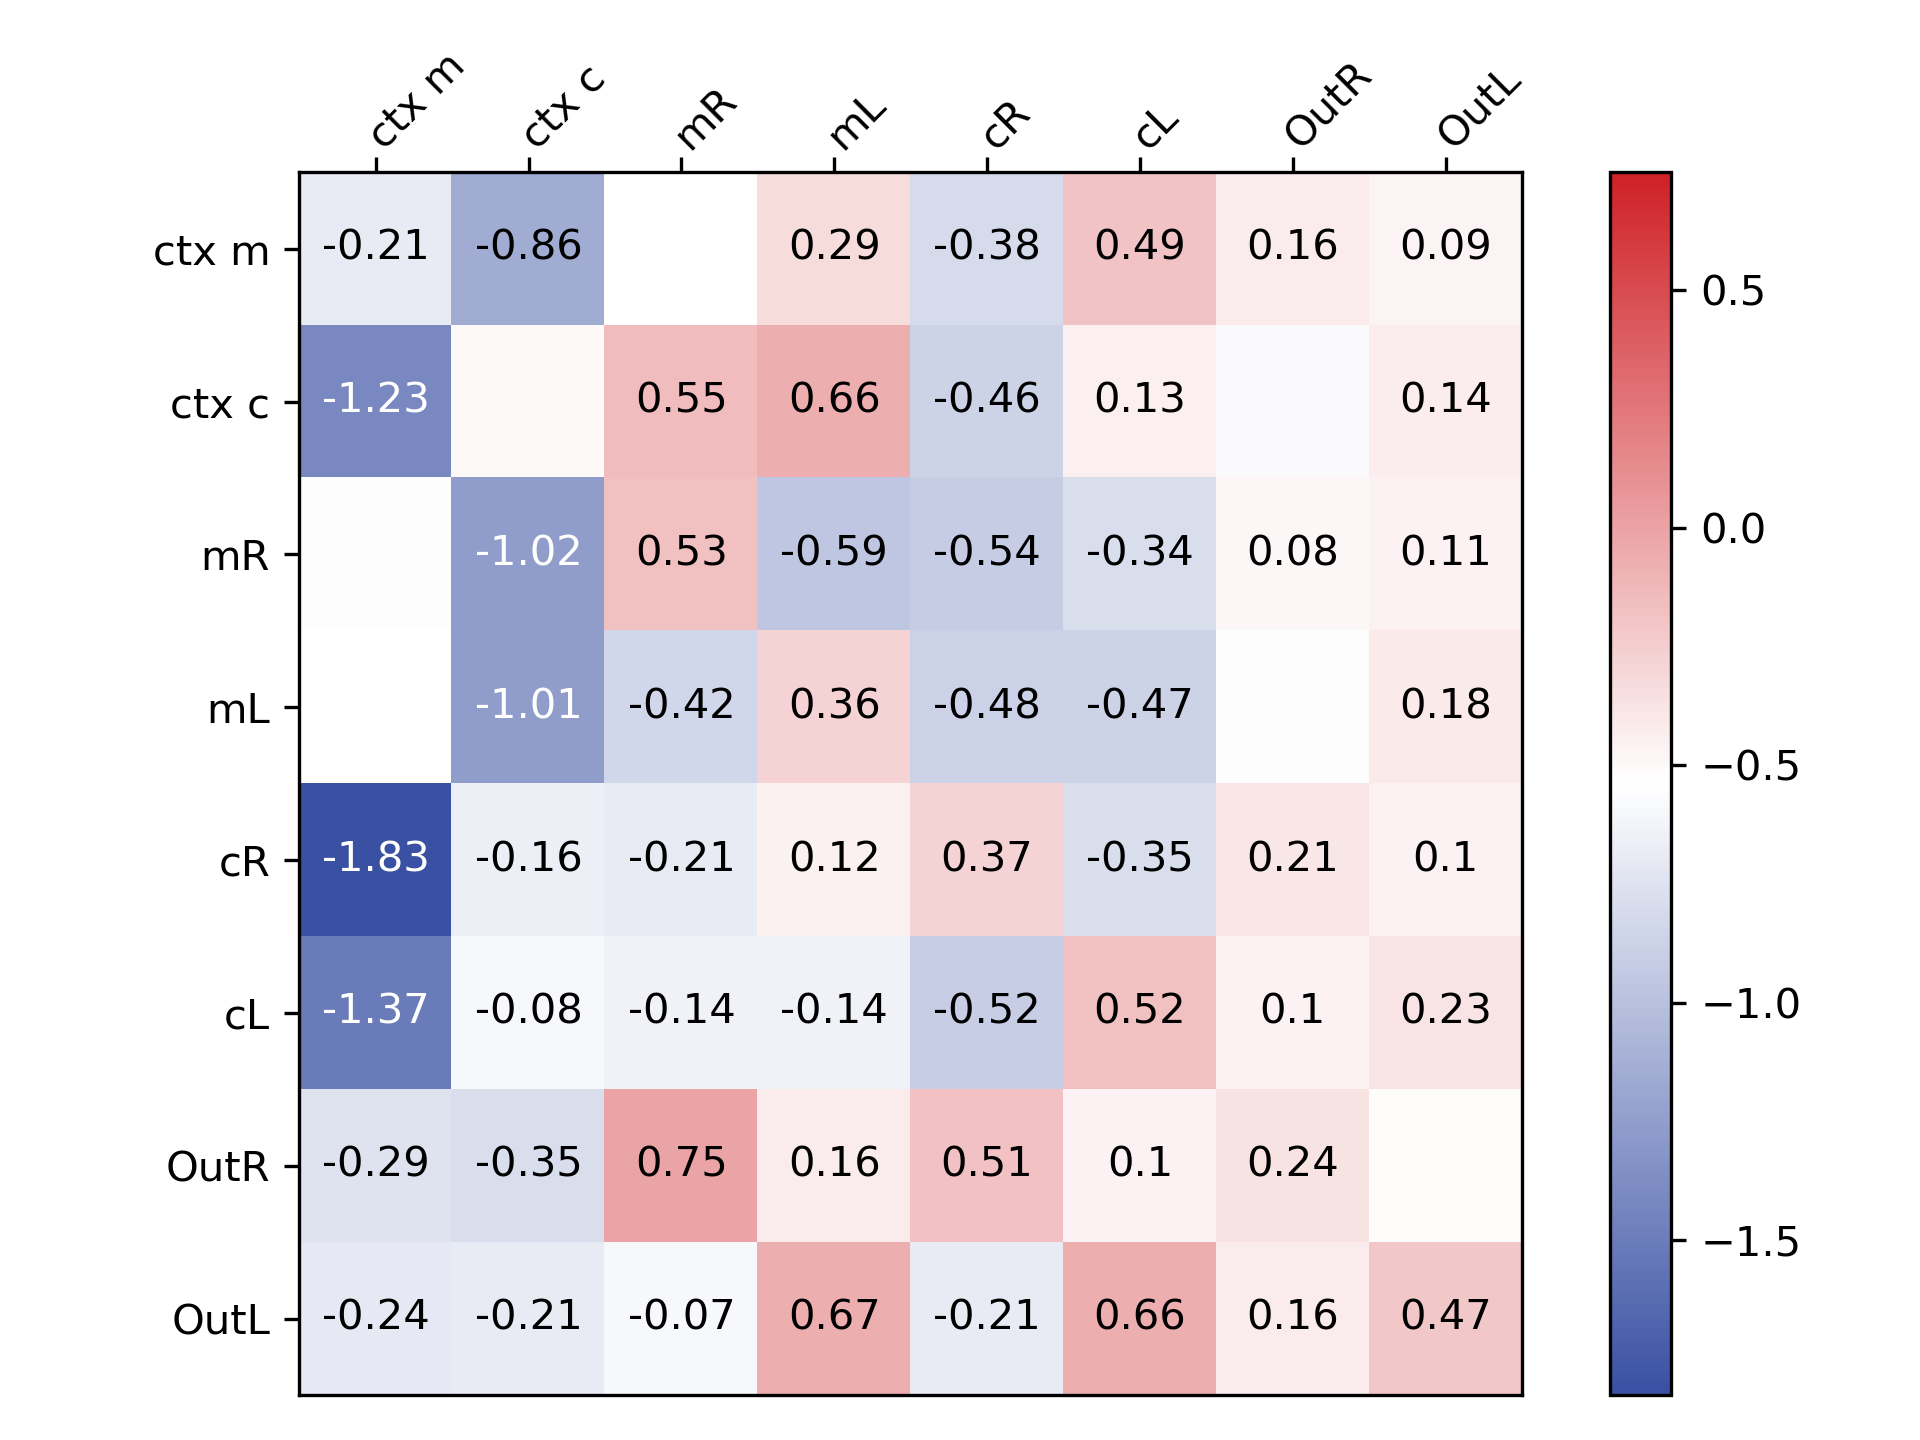 ctx m ctx c mR mL cR cL OutR OutL
ctx m -0.21 -0.86 0.29 -0.38 0.49 0.16 0.09
ctx c -1.23 0.55 0.66 -0.46 0.13 0.14
mR -1.02 0.53 -0.59 -0.54 -0.34 0.08 0.11
mL -1.01 -0.42 0.36 -0.48 -0.47 0.18
cR -1.83 -0.16 -0.21 0.12 0.37 -0.35 0.21 0.1
cL -1.37 -0.08 -0.14 -0.14 -0.52 0.52 0.1 0.23
OutR -0.29 -0.35 0.75 0.16 0.51 0.1 0.24
OutL -0.24 -0.21 -0.07 0.67 -0.21 0.66 0.16 0.47
0.5
0.0
−0.5
−1.0
−1.5